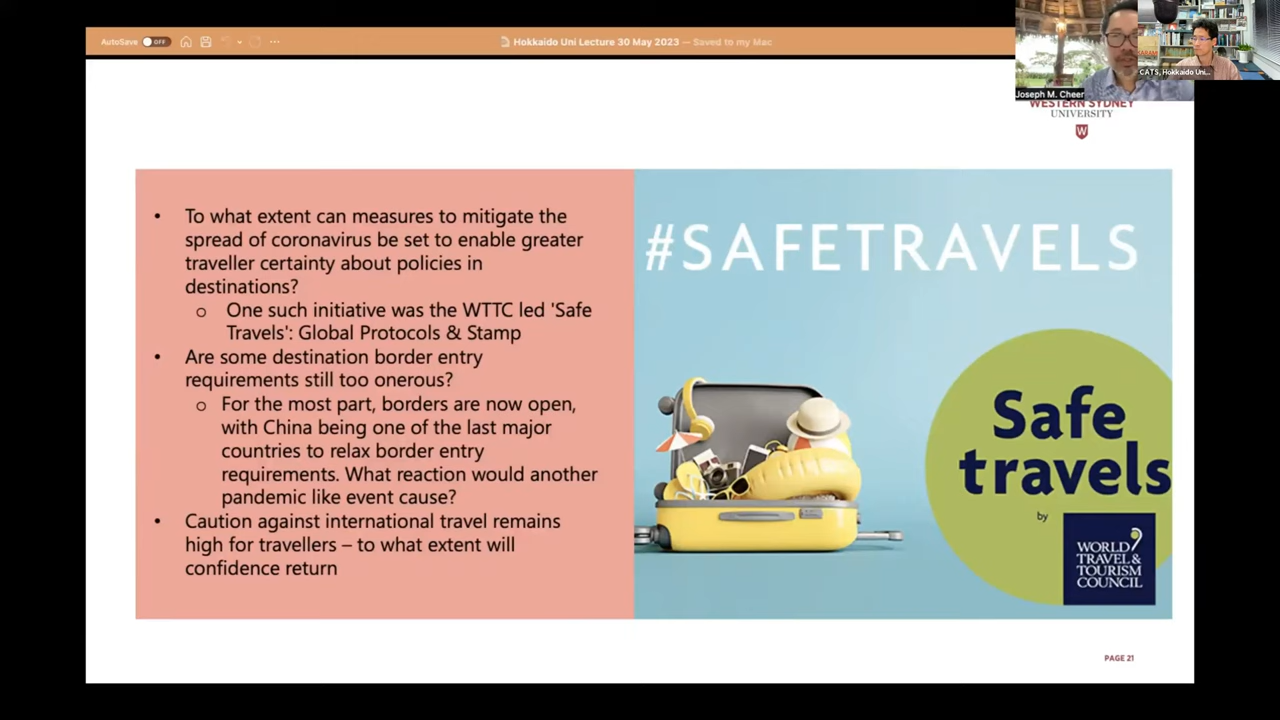 AutoSave OFF
Hokkaido Uni Lecture 30 May 2023 — Saved to my Mac
Joseph M. Cheer
CATS, Hokkaido Uni...
WESTERN SYDNEY
UNIVERSITY
W
• To what extent can measures to mitigate the
spread of coronavirus be set to enable greater
traveller certainty about policies in
destinations?
o One such initiative was the WTTC led 'Safe
Travels': Global Protocols & Stamp
• Are some destination border entry
requirements still too onerous?
o For the most part, borders are now open,
with China being one of the last major
countries to relax border entry
requirements. What reaction would another
pandemic like event cause?
• Caution against international travel remains
high for travellers – to what extent will
confidence return
#SAFETRAVELS
Safe
travels
by
WORLD
TRAVEL &
TOURISM
COUNCIL
PAGE 21